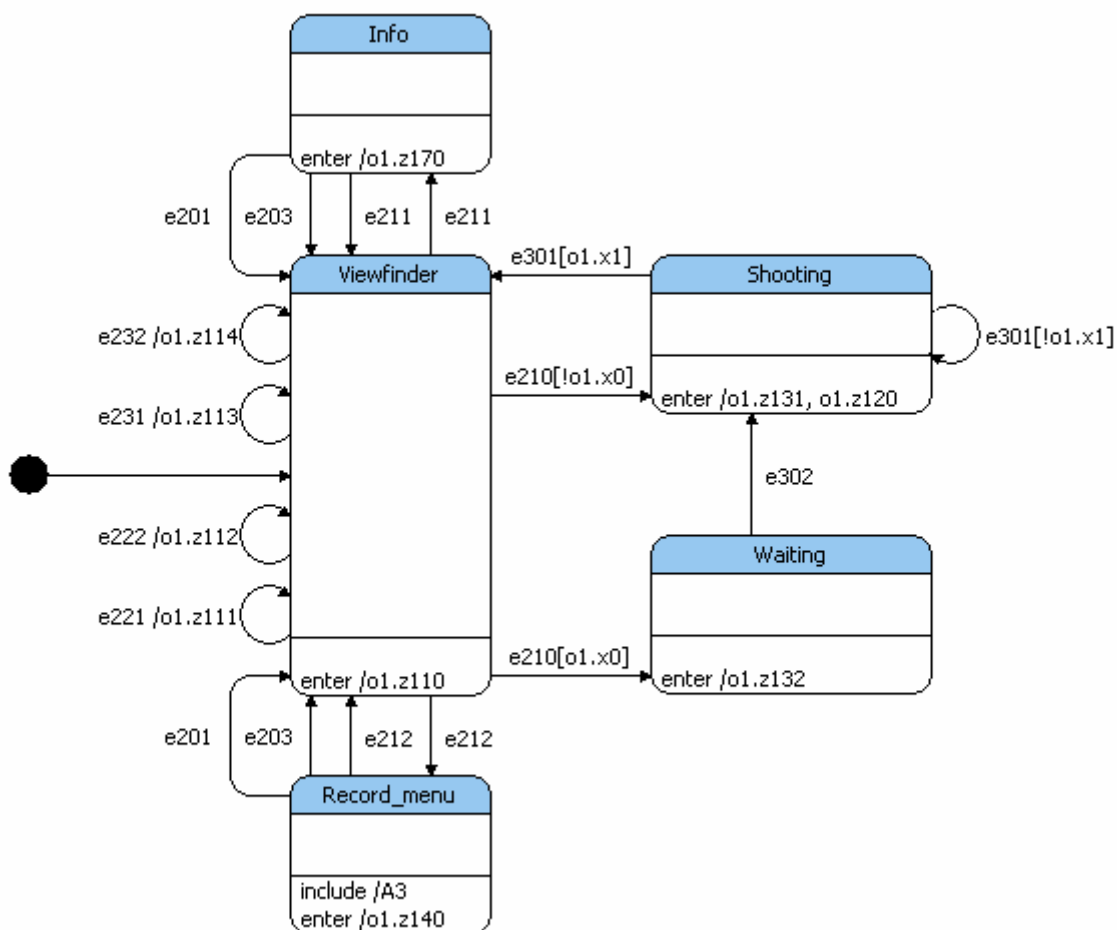 Info
enter /o1.z170
e201
e203
e211
e211
Viewfinder
e301[o1.x1]
Shooting
e232 /o1.z114
e301[!o1.x1]
e210[!o1.x0]
enter /o1.z131, o1.z120
e231 /o1.z113
e302
e222 /o1.z112
Waiting
e221 /o1.z111
e210[o1.x0]
enter /o1.z110
enter /o1.z132
e201
e203
e212
e212
Record_menu
include /A3
enter /o1.z140